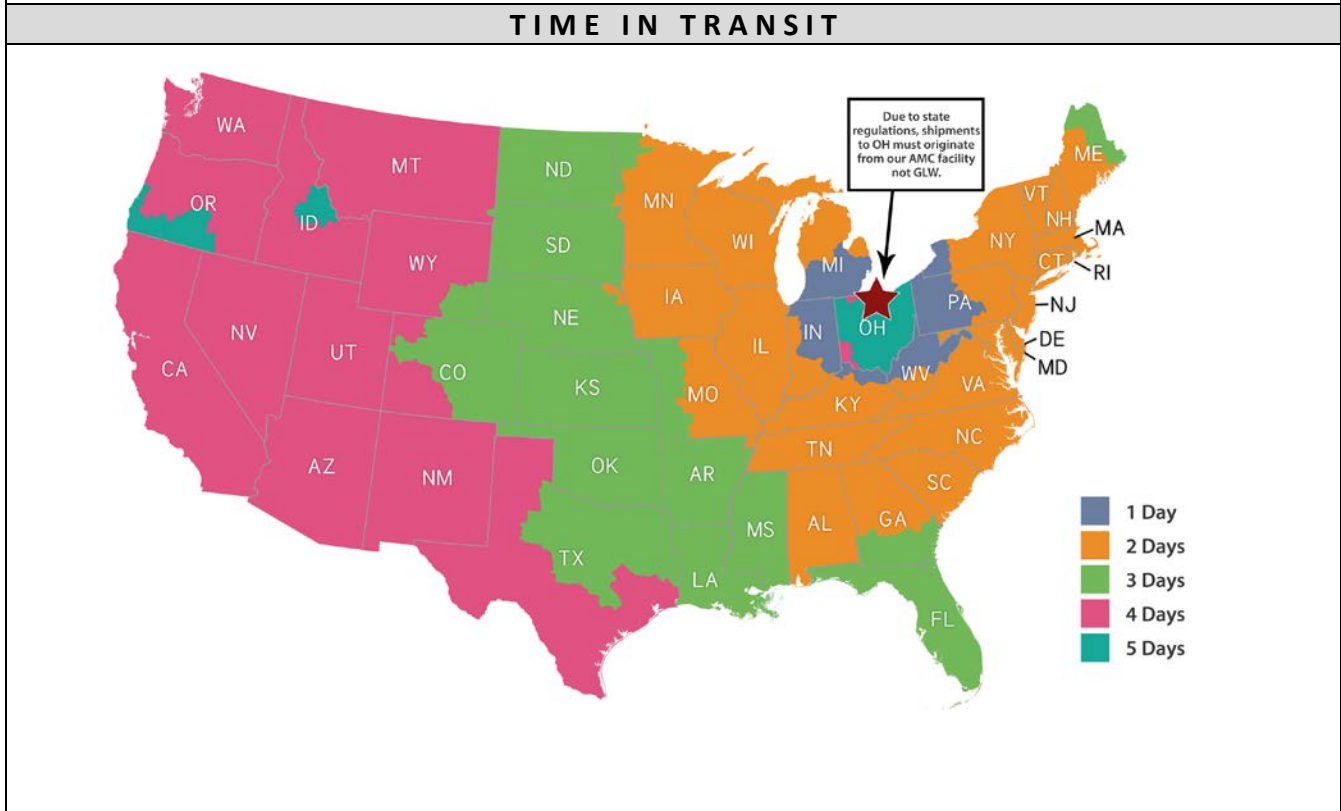 TIME IN TRANSIT
Due to state
regulations, shipments
to OH must originate
from our AMC facility
not GLW.
WA
MT
ND
MN
ME
VT
NH
MA
OR
ID
SD
WI
MI
NY
CT
RI
WY
IA
PA
NJ
NV
UT
NE
IL
IN
OH
DE
MD
CA
CO
KS
MO
WV
VA
KY
AZ
NM
OK
AR
TN
NC
SC
TX
MS
AL
GA
LA
FL
1 Day
2 Days
3 Days
4 Days
5 Days